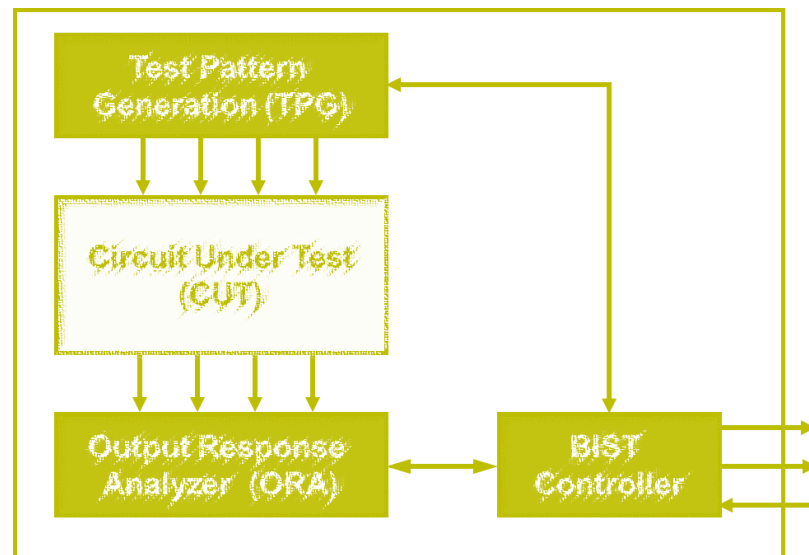 Test Pattern
Generation (TPG)
Circuit Under Test
(CUT)
Output Response
Analyzer (ORA)
BIST
Controller